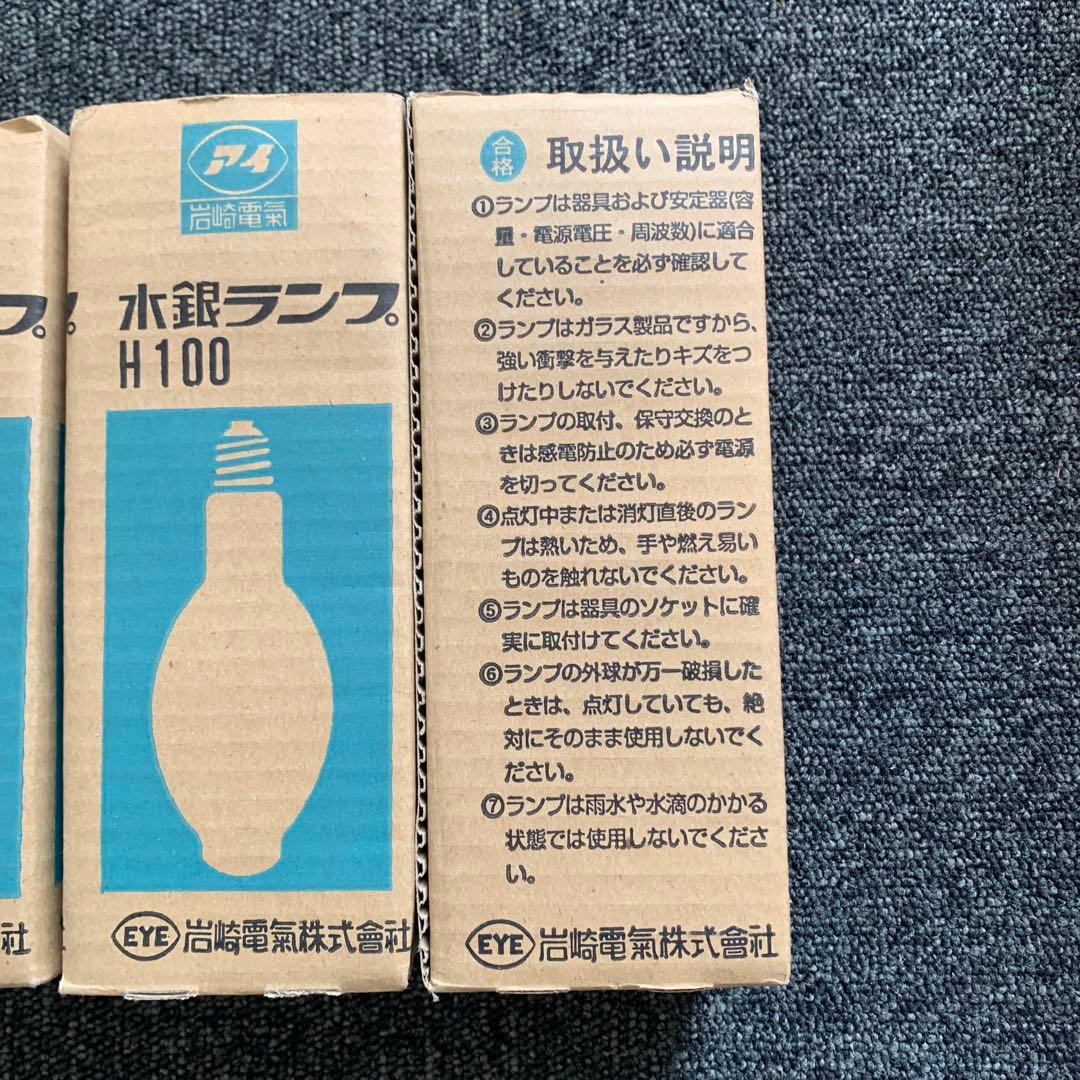 プ。
社
アイ
岩崎電氣
水銀ランプ。
H100
EYE 岩崎電氣株式會社
合格 取扱い説明
①ランプは器具および安定器(容
量・電源電圧・周波数)に適合
していることを必ず確認して
ください。
②ランプはガラス製品ですから、
強い衝撃を与えたりキズをつ
けたりしないでください。
③ランプの取付、保守交換のと
きは感電防止のため必ず電源
を切ってください。
④点灯中または消灯直後のラン
プは熱いため、手や燃え易い
ものを触れないでください。
⑤ランプは器具のソケットに確
実に取付けてください。
⑥ランプの外球が万一破損した
ときは、点灯していても、絶
対にそのまま使用しないでく
ださい。
⑦ランプは雨水や水滴のかかる
状態では使用しないでくださ
い。
EYE 岩崎電氣株式會社